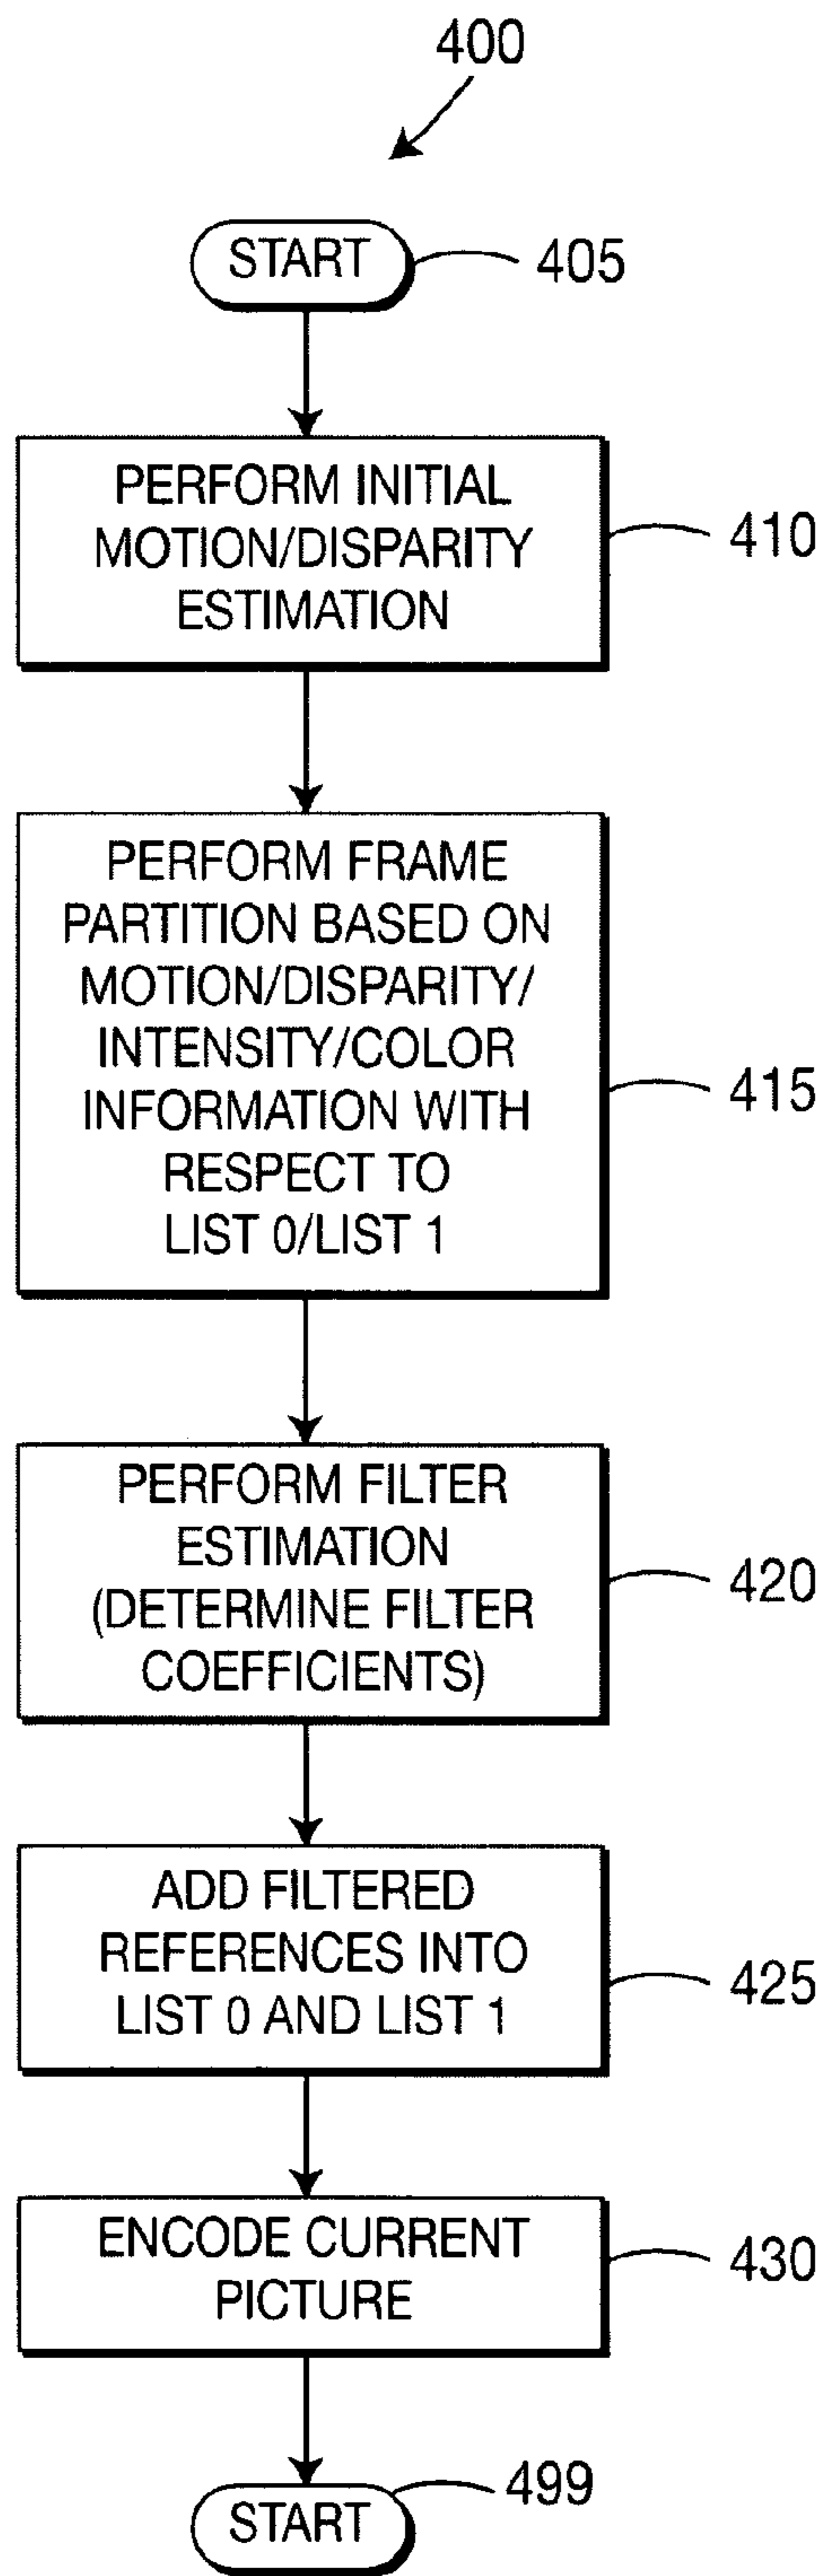 400
START
405
PERFORM INITIAL
MOTION/DISPARITY
ESTIMATION
410
PERFORM FRAME
PARTITION BASED ON
MOTION/DISPARITY/
INTENSITY/COLOR
INFORMATION WITH
RESPECT TO
LIST 0/LIST 1
415
PERFORM FILTER
ESTIMATION
(DETERMINE FILTER
COEFFICIENTS)
420
ADD FILTERED
REFERENCES INTO
LIST 0 AND LIST 1
425
ENCODE CURRENT
PICTURE
430
START
499